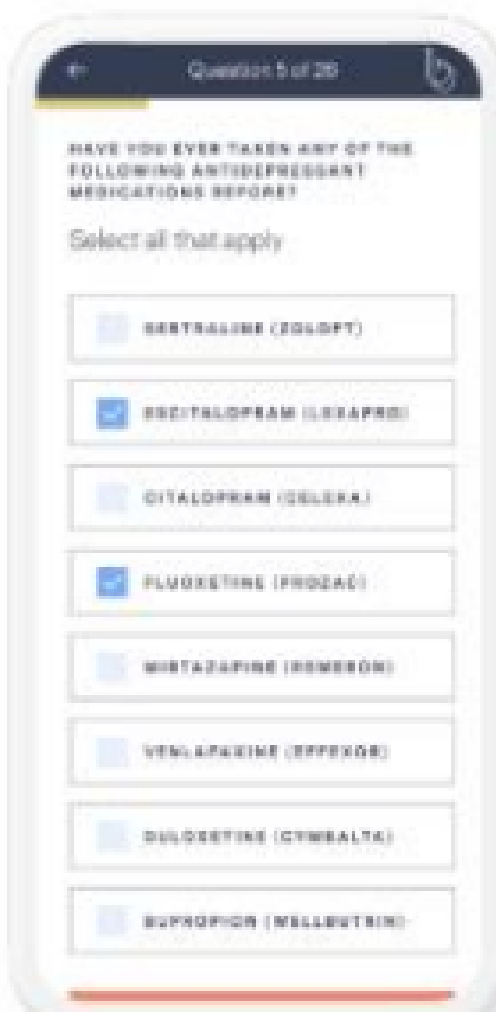 Question 5 of 28
HAVE YOU EVER TAKEN ANY OF THE
FOLLOWING ANTIDEPRESSANT
MEDICATIONS BEFORE?
Select all that apply
SERTRALINE (ZOLOFT)
ESCITALOPRAM (LEXAPRO)
CITALOPRAM (CELEXA)
FLUOXETINE (PROZAC)
MIRTAZAPINE (REMERON)
VENLAFAXINE (EFFEXOR)
DULOXETINE (CYMBALTA)
BUPROPION (WELLBUTRIN)